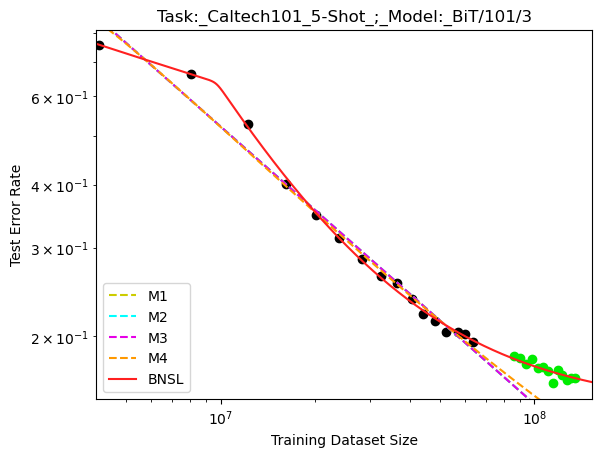 Task:_Caltech101_5-Shot_;_Model:_BiT/101/3
Test Error Rate
6 × 10⁻¹
4 × 10⁻¹
3 × 10⁻¹
2 × 10⁻¹
M1
M2
M3
M4
BNSL
10⁷
10⁸
Training Dataset Size